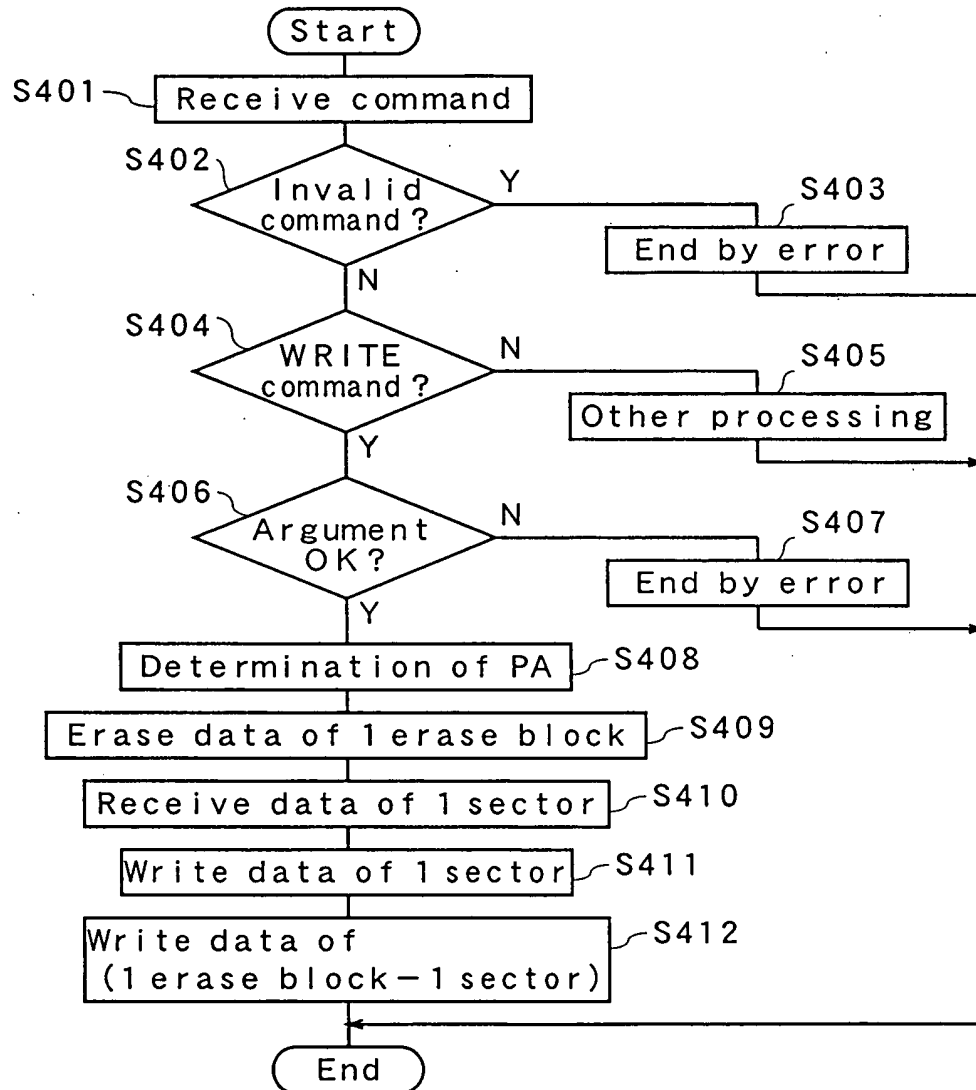 Start
S401
Receive command
S402
Invalid
command?
Y
S403
End by error
N
S404
WRITE
command?
N
S405
Other processing
Y
S406
Argument
OK?
N
S407
End by error
Y
Determination of PA
S408
Erase data of 1 erase block
S409
Receive data of 1 sector
S410
Write data of 1 sector
S411
Write data of
(1 erase block-1 sector)
S412
End